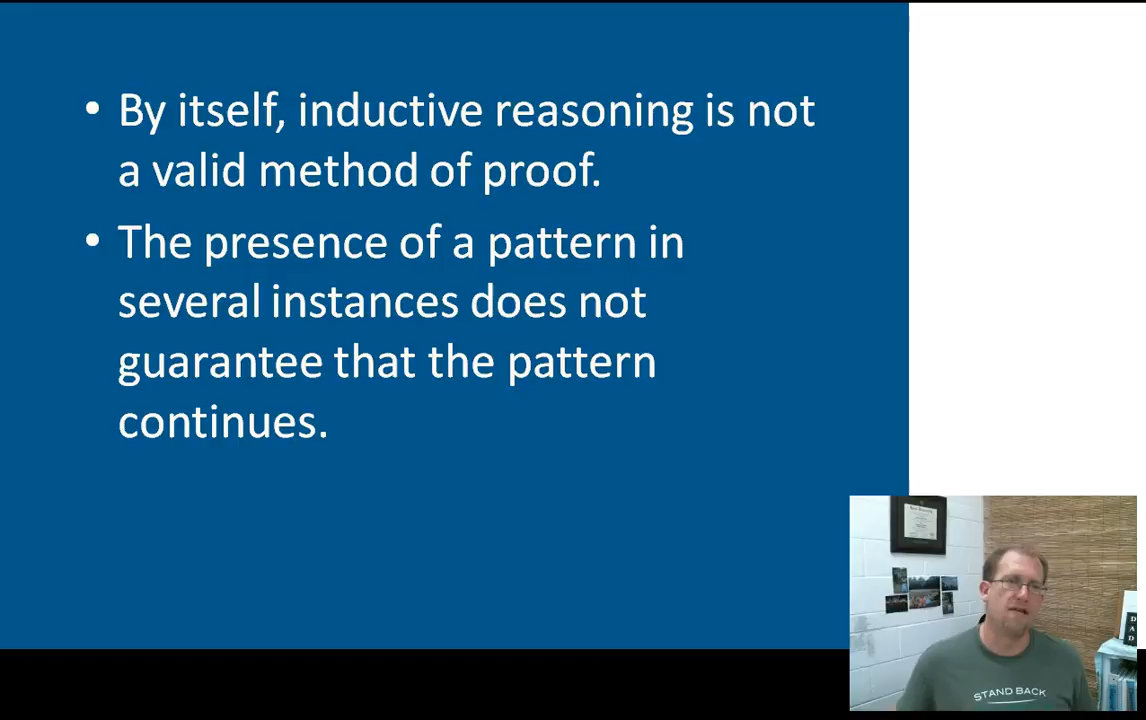 • By itself, inductive reasoning is not
a valid method of proof.
• The presence of a pattern in
several instances does not
guarantee that the pattern
continues.
DAD
STAND BACK